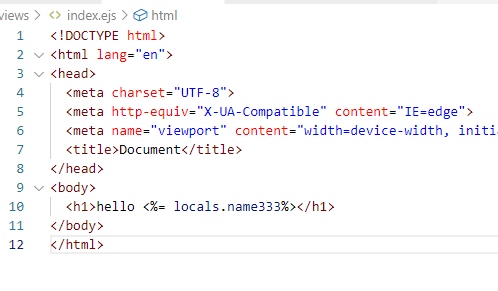 views > index.ejs > html
1 <!DOCTYPE html>
2 <html lang="en">
3 <head>
4 <meta charset="UTF-8">
5 <meta http-equiv="X-UA-Compatible" content="IE=edge">
6 <meta name="viewport" content="width=device-width, initia
7 <title>Document</title>
8 </head>
9 <body>
10 <h1>hello <%= locals.name333%></h1>
11 </body>
12 </html>